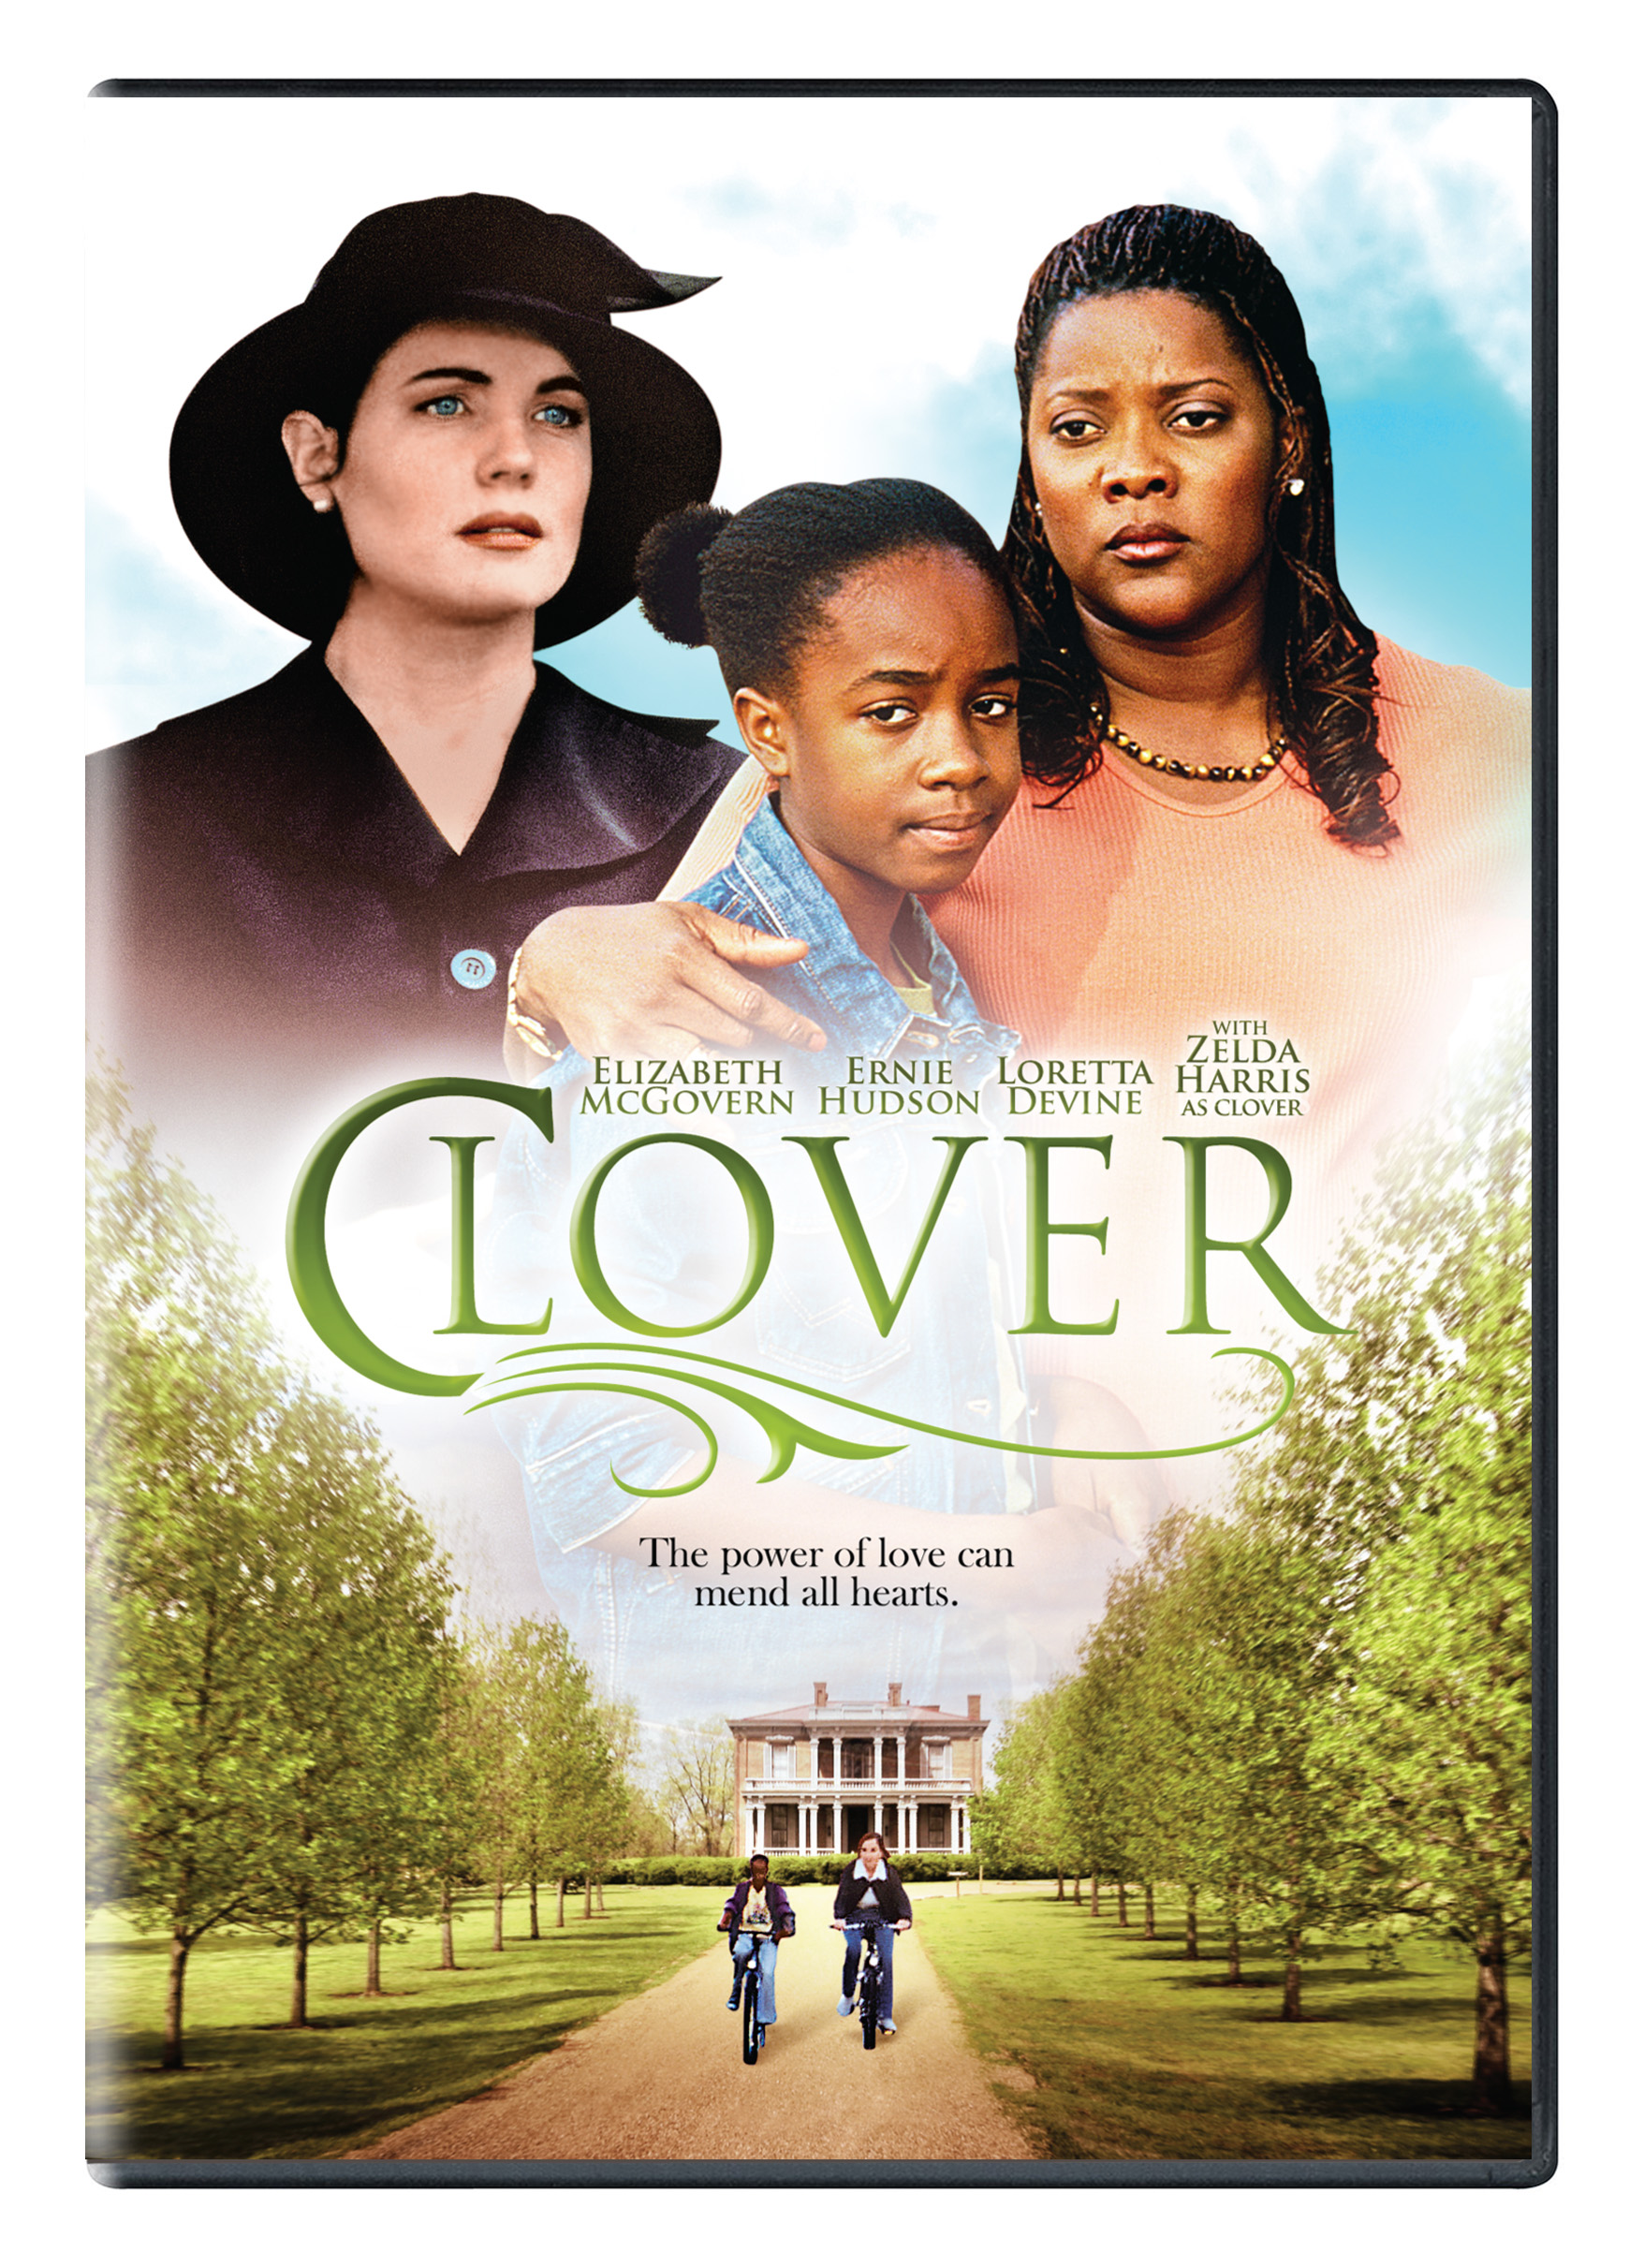 ELIZABETH
MCGOVERN
ERNIE
HUDSON
LORETTA
DEVINE
WITH
ZELDA
HARRIS
AS CLOVER
CLOVER
The power of love can
mend all hearts.